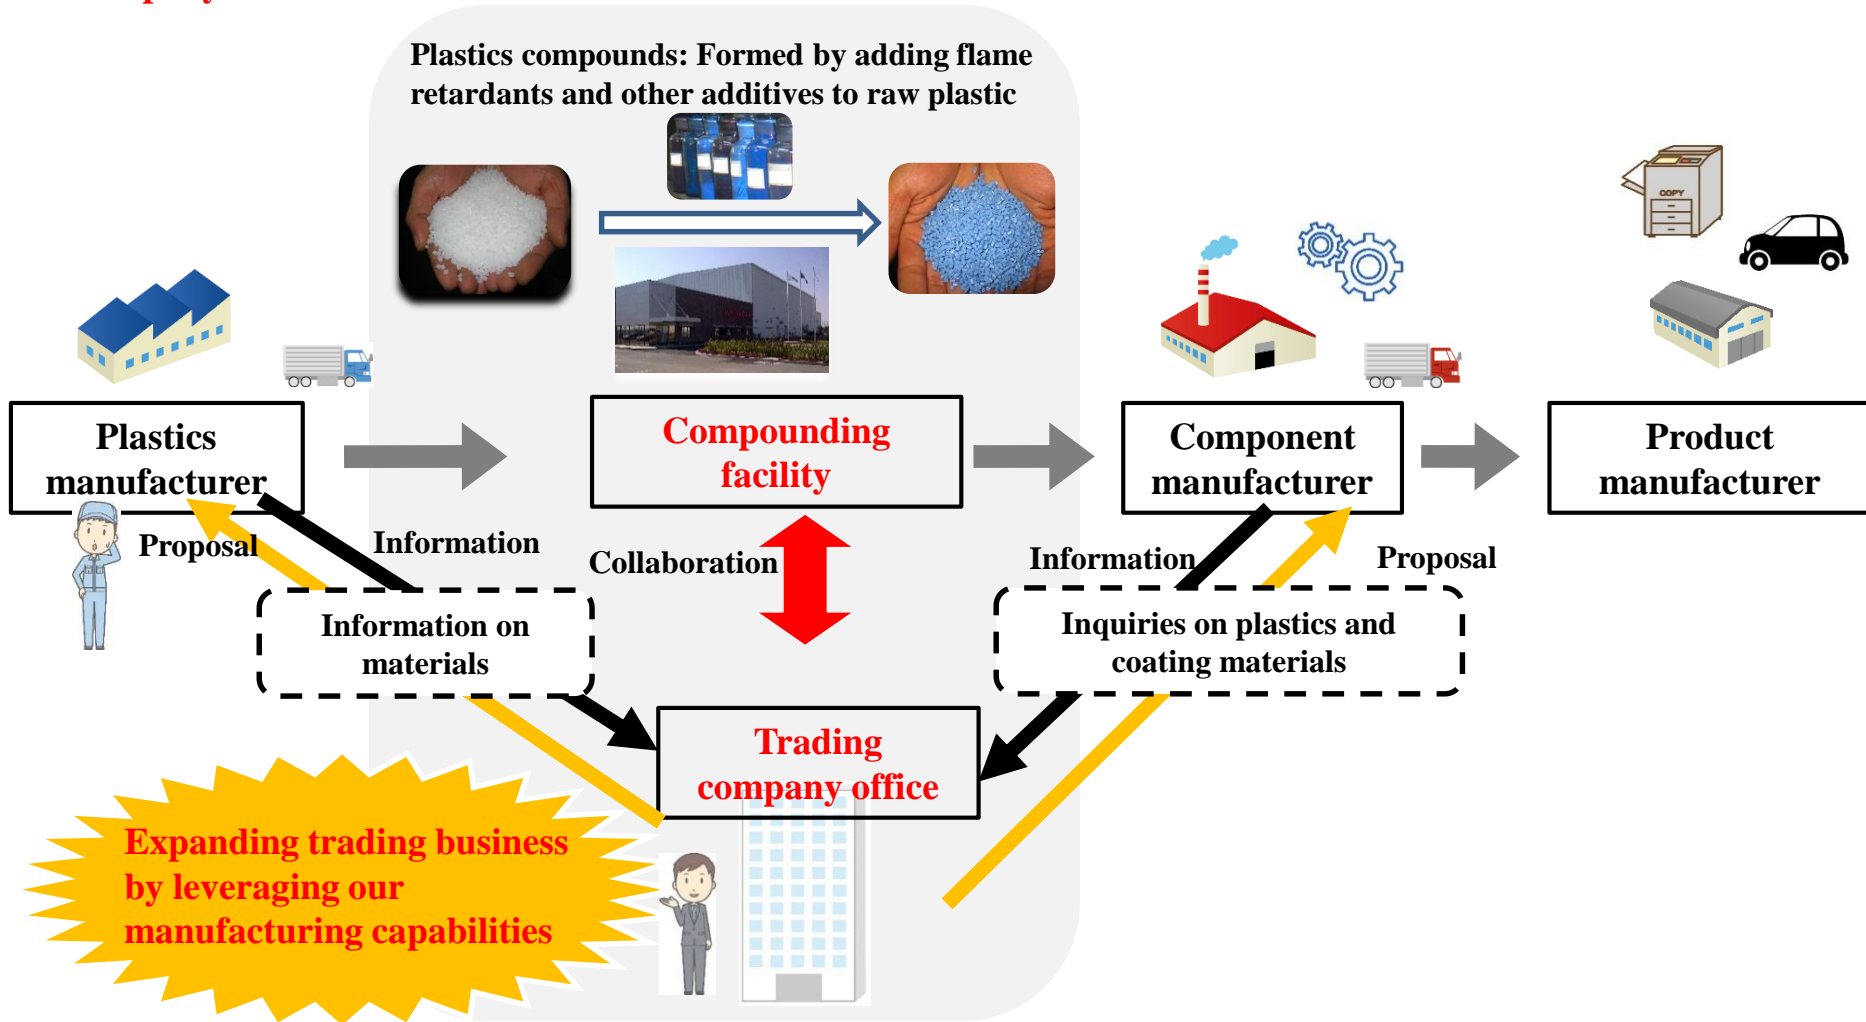 Plastics compounds: Formed by adding flame
retardants and other additives to raw plastic
COPY
Plastics
manufacturer
Compounding
facility
Component
manufacturer
Product
manufacturer
Proposal
Information
Collaboration
Information
Proposal
Information on
materials
Inquiries on plastics and
coating materials
Trading
company office
Expanding trading business
by leveraging our
manufacturing capabilities